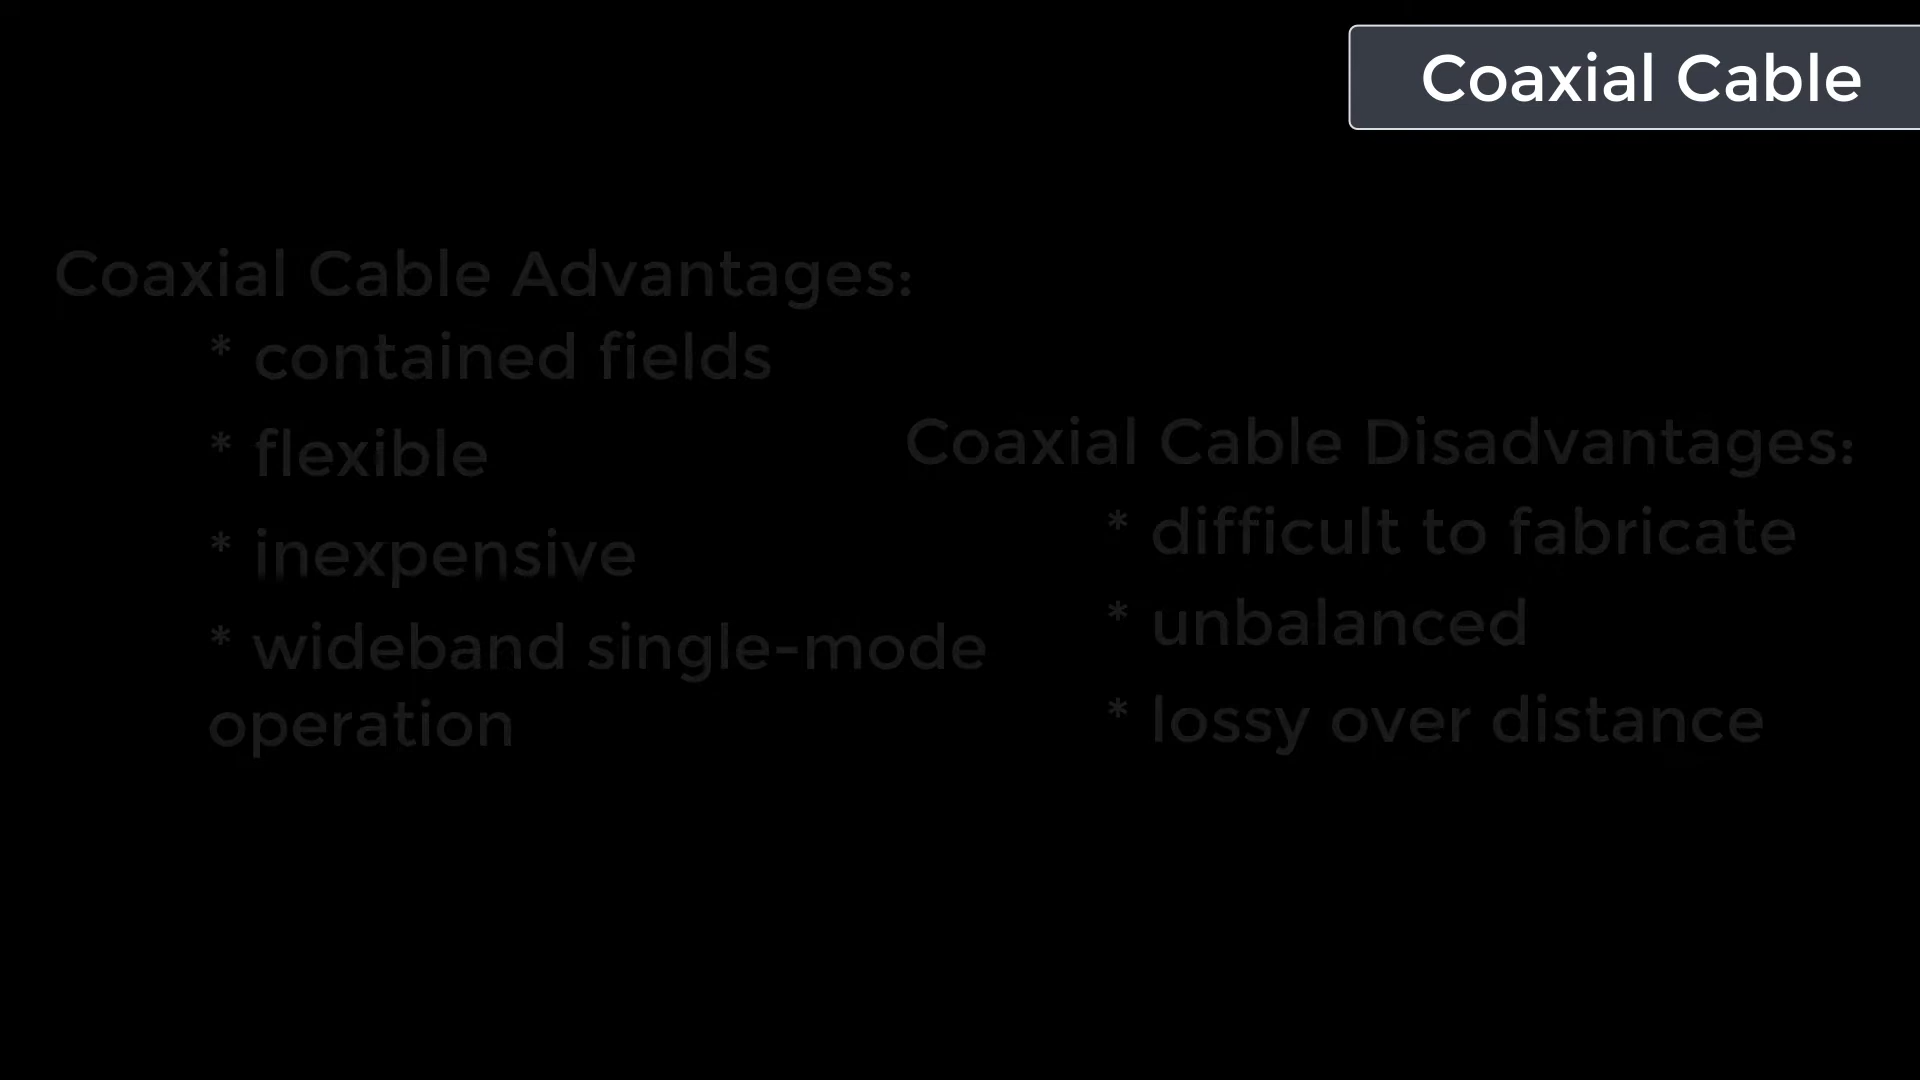 Coaxial Cable
Coaxial Cable Advantages:
* contained fields
* flexible
* inexpensive
* wideband single-mode
operation
Coaxial Cable Disadvantages:
* difficult to fabricate
* unbalanced
* lossy over distance